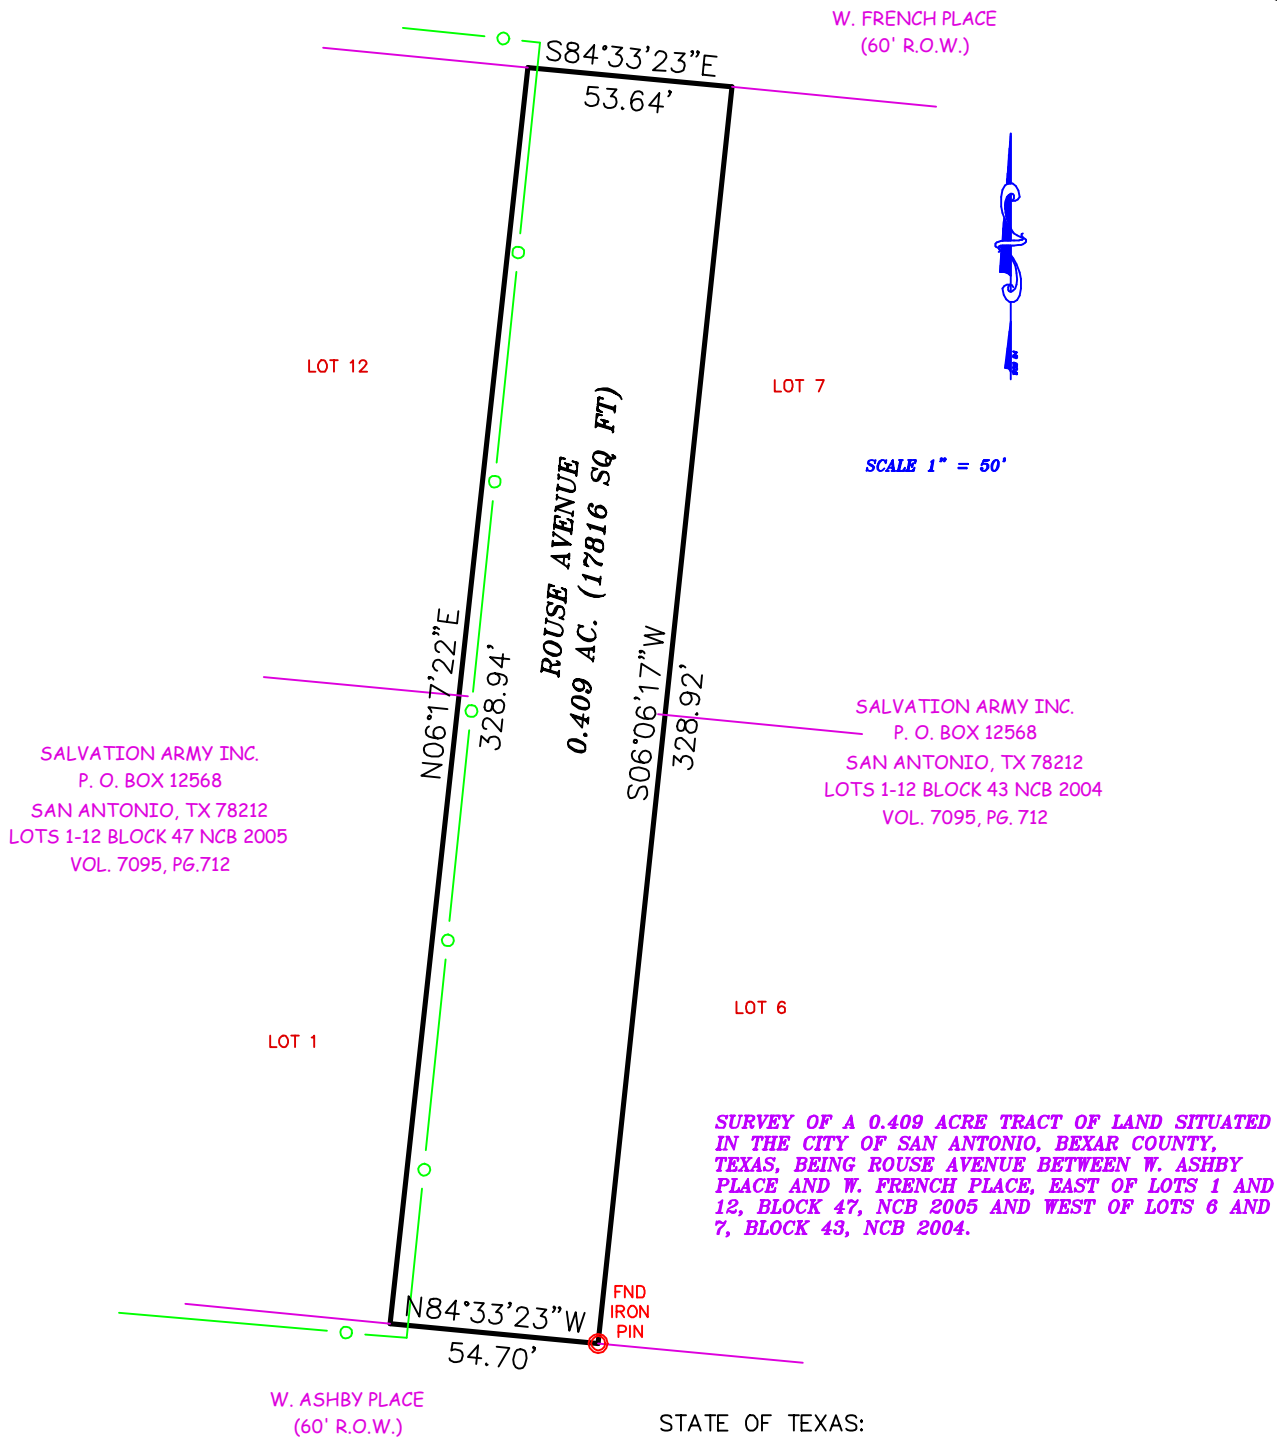 W. FRENCH PLACE
(60' R.O.W.)
S84°33'23"E
53.64'
LOT 12
LOT 7
SCALE 1" = 50'
ROUSE AVENUE
0.409 AC. (17816 SQ FT)
N06°17'22"E
328.94'
S06°06'17"W
328.92'
SALVATION ARMY INC.
P. O. BOX 12568
SAN ANTONIO, TX 78212
LOTS 1-12 BLOCK 47 NCB 2005
VOL. 7095, PG.712
SALVATION ARMY INC.
P. O. BOX 12568
SAN ANTONIO, TX 78212
LOTS 1-12 BLOCK 43 NCB 2004
VOL. 7095, PG. 712
LOT 1
LOT 6
SURVEY OF A 0.409 ACRE TRACT OF LAND SITUATED
IN THE CITY OF SAN ANTONIO, BEXAR COUNTY,
TEXAS, BEING ROUSE AVENUE BETWEEN W. ASHBY
PLACE AND W. FRENCH PLACE, EAST OF LOTS 1 AND
12, BLOCK 47, NCB 2005 AND WEST OF LOTS 6 AND
7, BLOCK 43, NCB 2004.
FND
IRON
PIN
N84°33'23"W
54.70'
W. ASHBY PLACE
(60' R.O.W.)
STATE OF TEXAS: